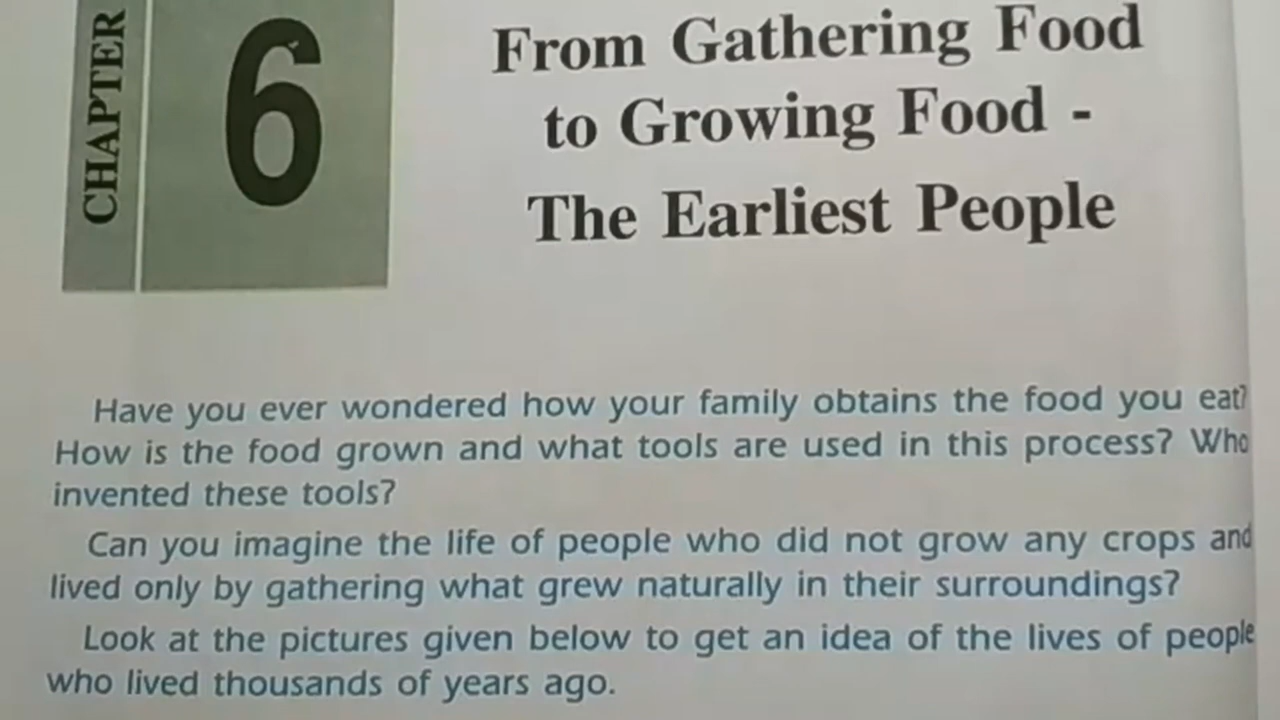 CHAPTER
6
From Gathering Food
to Growing Food -
The Earliest People
Have you ever wondered how your family obtains the food you eat?
How is the food grown and what tools are used in this process? Who
invented these tools?
Can you imagine the life of people who did not grow any crops and
lived only by gathering what grew naturally in their surroundings?
Look at the pictures given below to get an idea of the lives of people
who lived thousands of years ago.